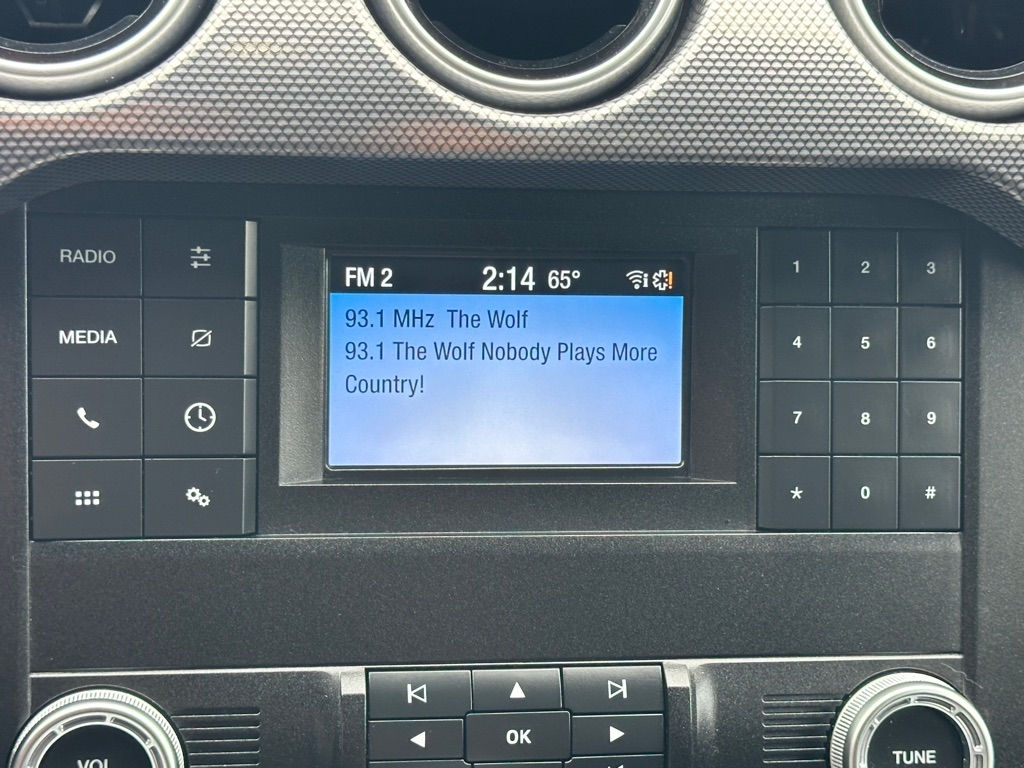 FM 2 2:14 65°
93.1 MHz The Wolf
93.1 The Wolf Nobody Plays More
Country!
RADIO
MEDIA
1 2 3
4 5 6
7 8 9
* 0 #
OK
VOL
TUNE